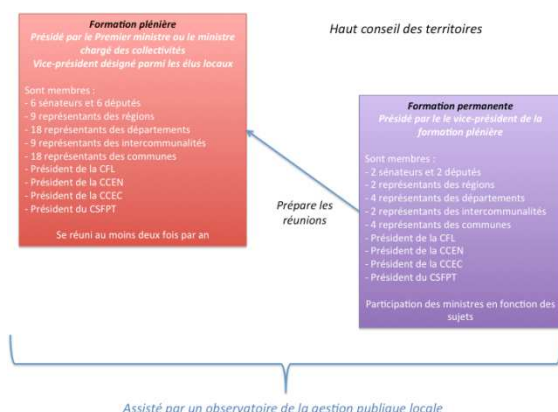 Haut conseil des territoires
Formation plénière
Présidé par le Premier ministre ou le ministre
chargé des collectivités
Vice-président désigné parmi les élus locaux
Sont membres :
- 6 sénateurs et 6 députés
- 9 représentants des régions
- 18 représentants des départements
- 9 représentants des intercommunalités
- 18 représentants des communes
- Président de la CFL
- Président de la CCEN
- Président de la CCEC
- Président du CSFPT
Se réuni au moins deux fois par an
Prépare les
réunions
Formation permanente
Présidé par le le vice-président de la
formation plénière
Sont membres :
- 2 sénateurs et 2 députés
- 2 représentants des régions
- 4 représentants des départements
- 2 représentants des intercommunalités
- 4 représentants des communes
- Président de la CFL
- Président de la CCEN
- Président de la CCEC
- Président du CSFPT
Participation des ministres en fonction des
sujets
Assisté par un observatoire de la gestion publique locale